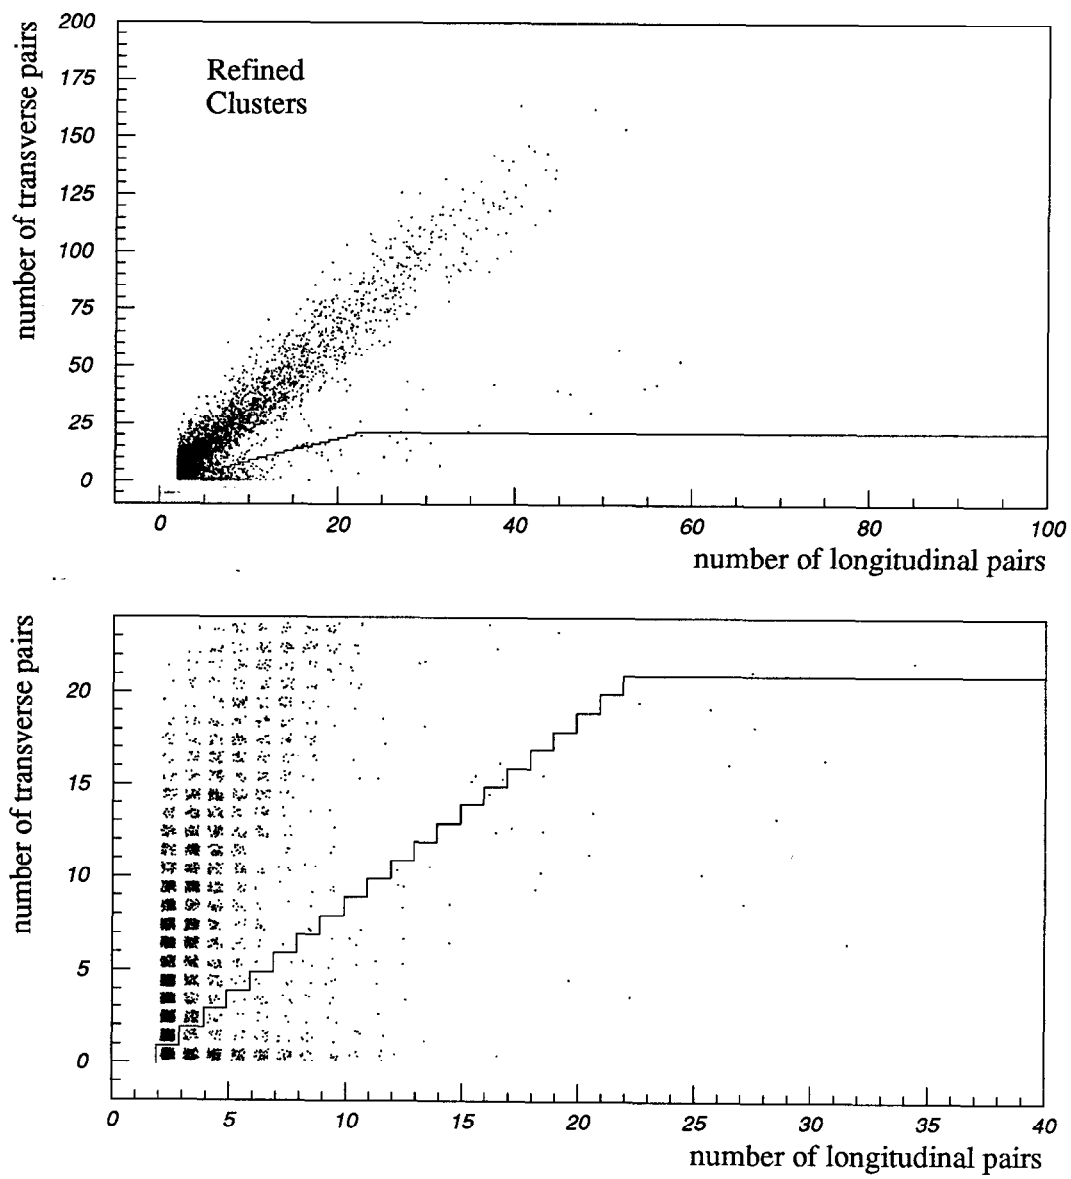 200
175
150
125
100
75
50
25
0
number of transverse pairs
Refined
Clusters
0 20 40 60 80 100
number of longitudinal pairs
20
15
10
5
0
number of transverse pairs
0 5 10 15 20 25 30 35 40
number of longitudinal pairs